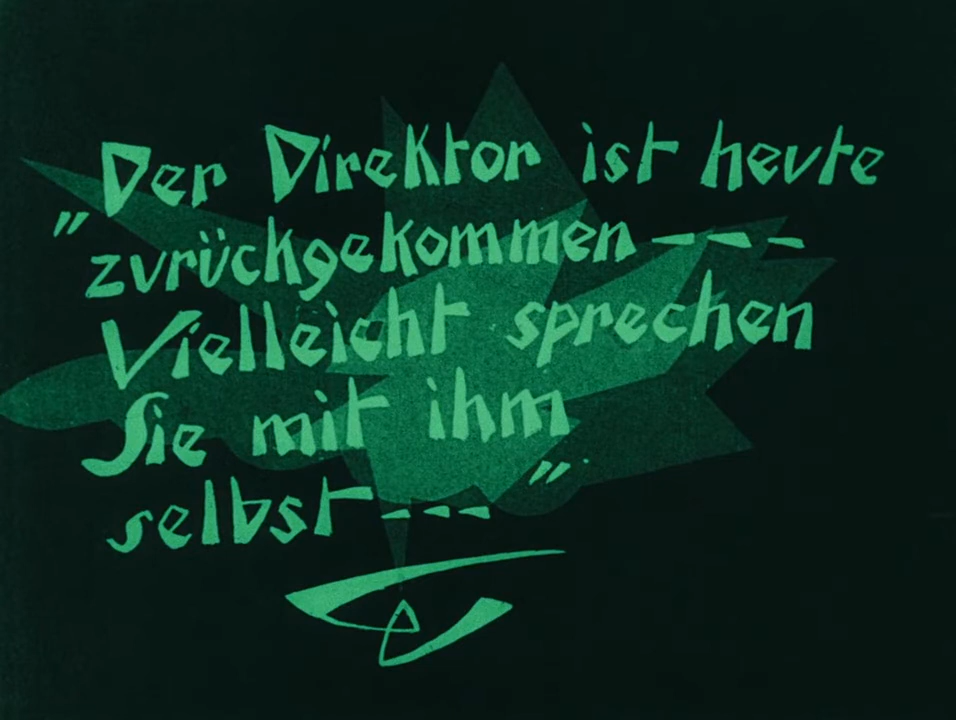 Der Direktor ist heute
"zurückgekommen ---
Vielleicht sprechen
Sie mit ihm
selbst --- "